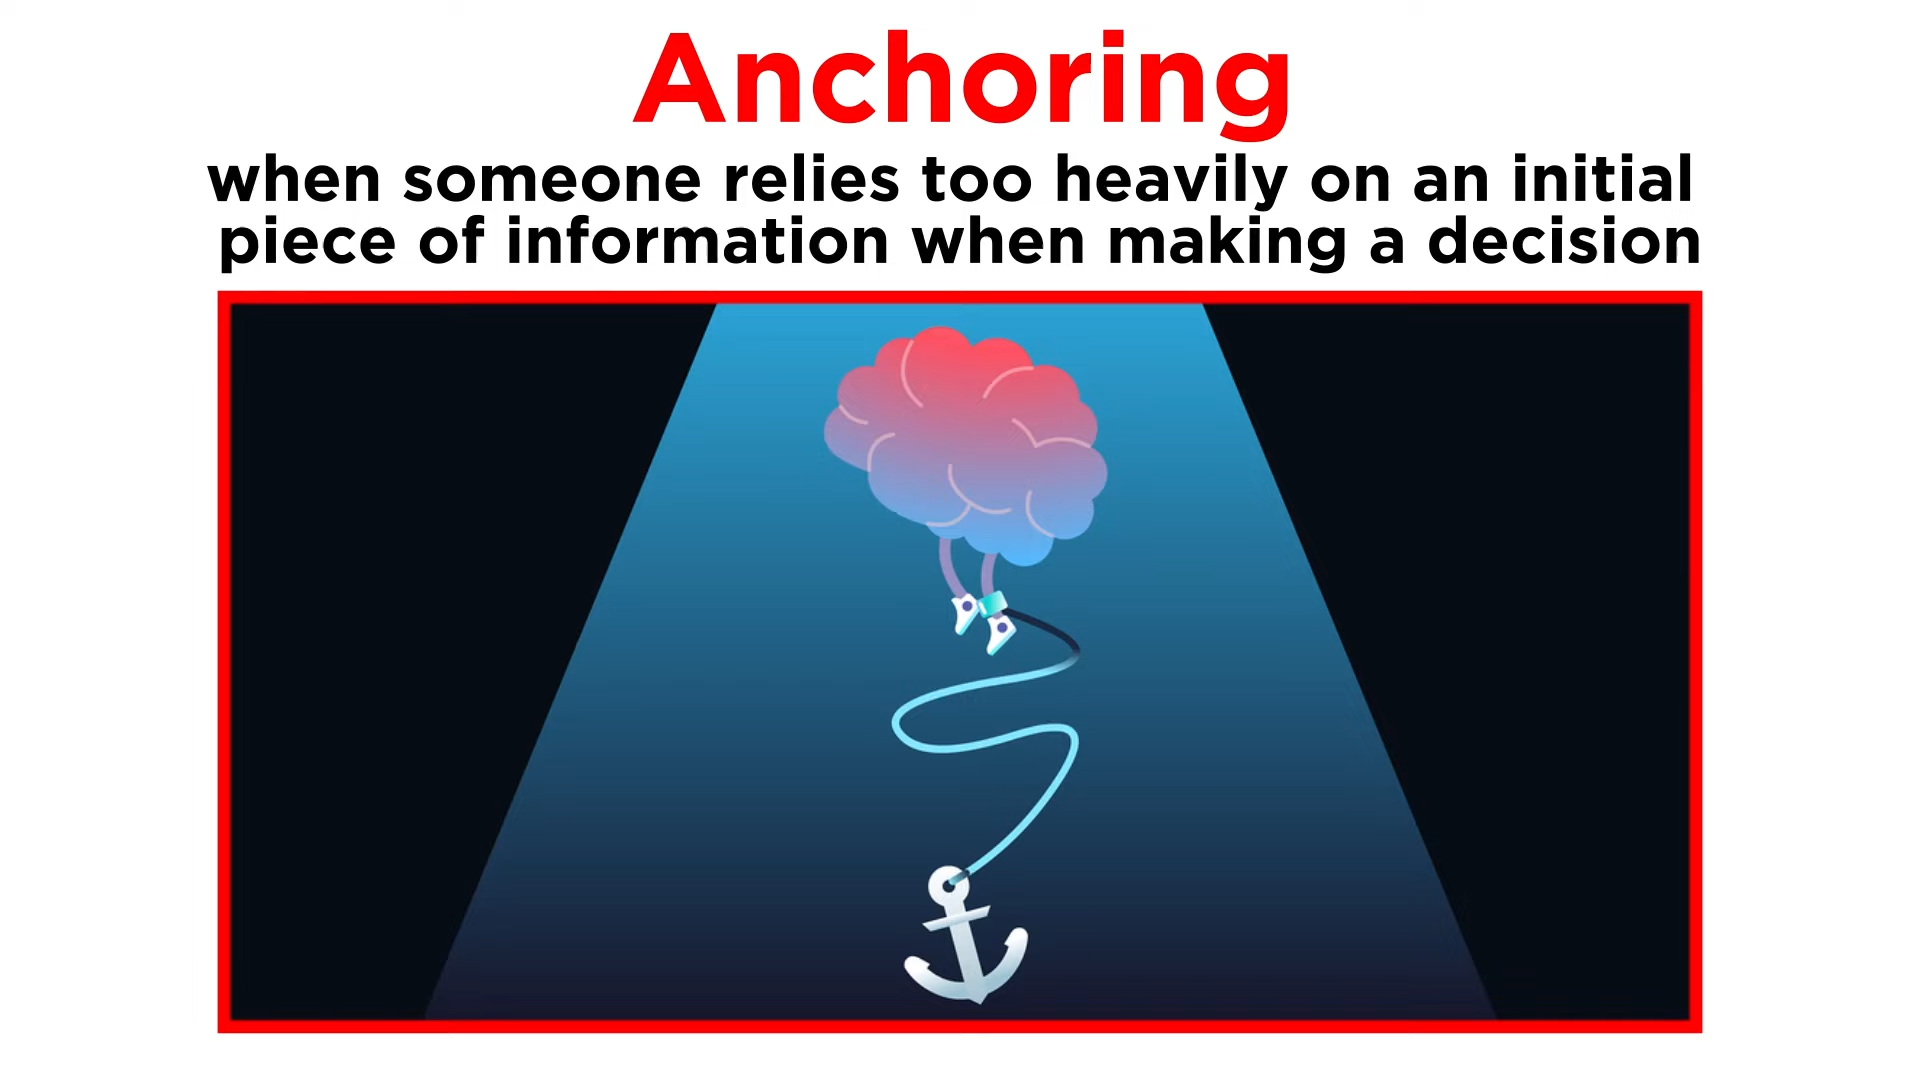 Anchoring
when someone relies too heavily on an initial
piece of information when making a decision